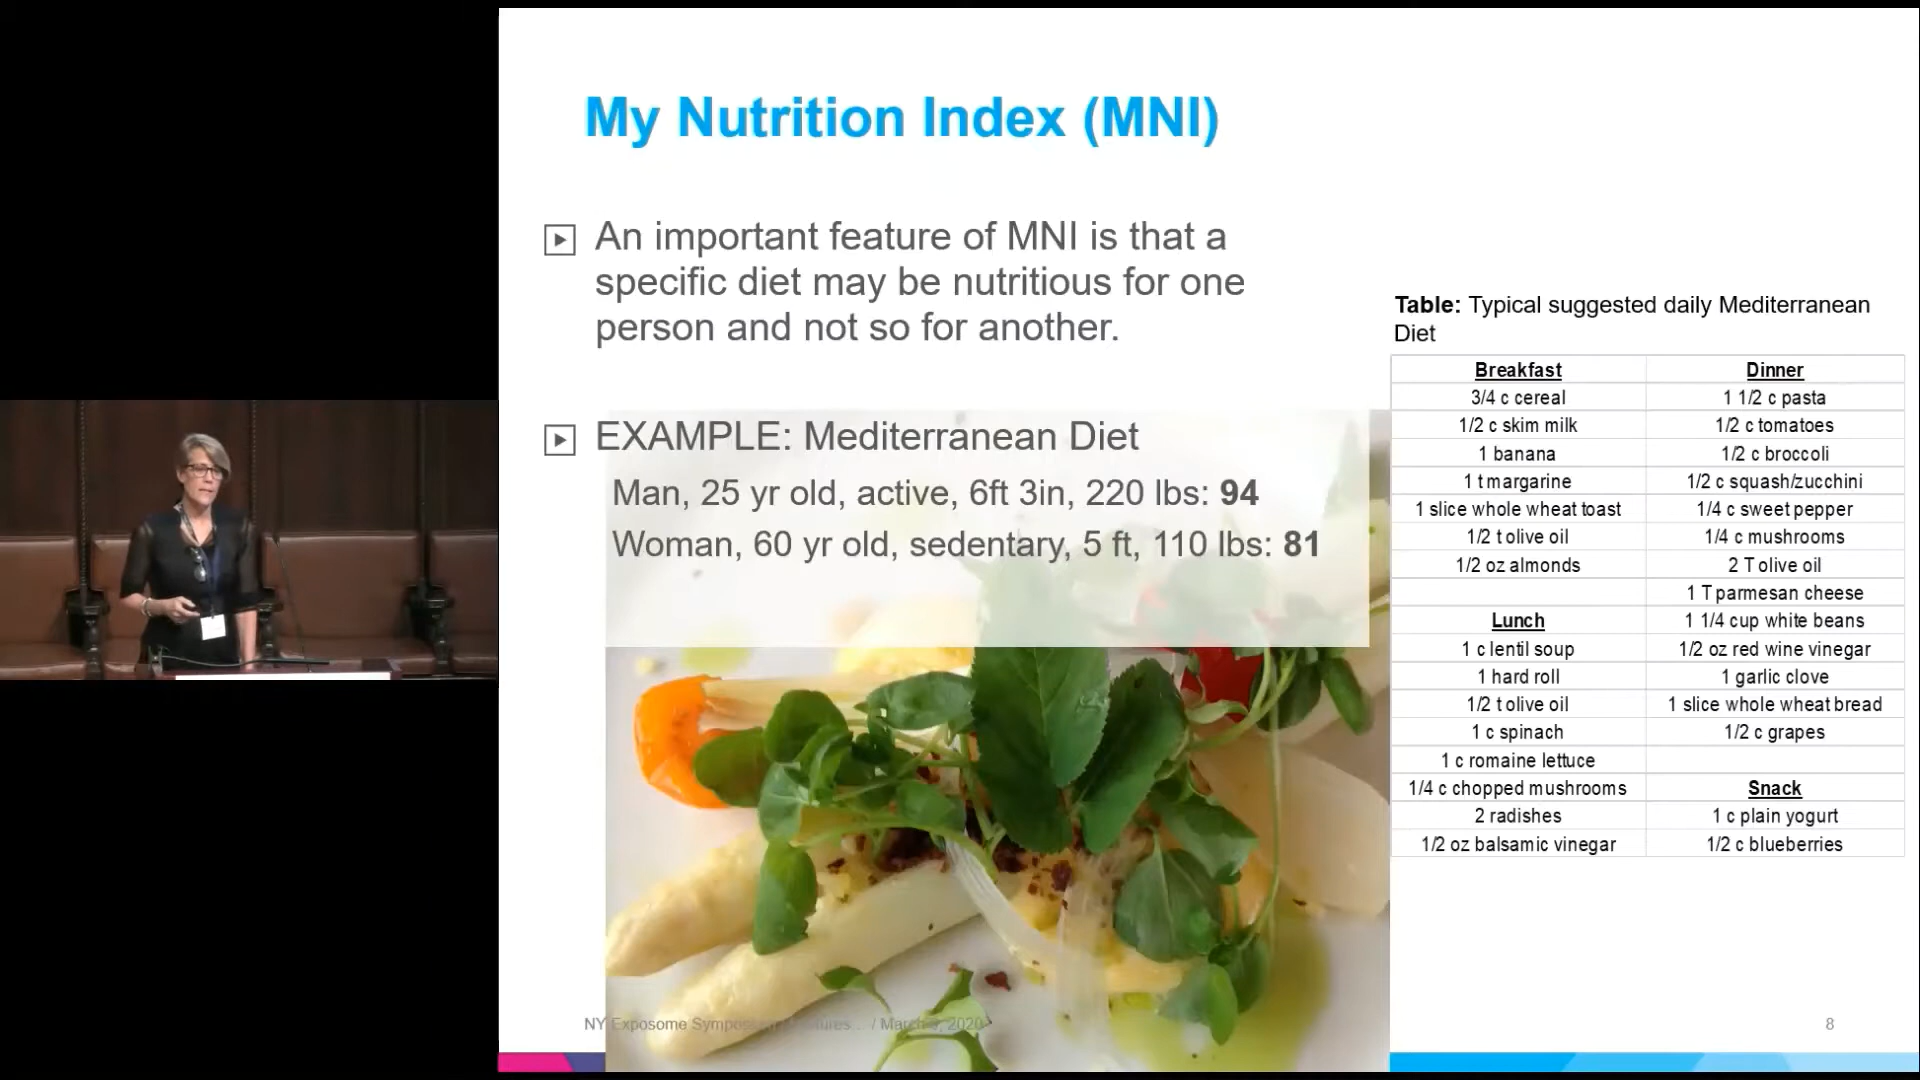 My Nutrition Index (MNI)
An important feature of MNI is that a
specific diet may be nutritious for one
person and not so for another.
EXAMPLE: Mediterranean Diet
Man, 25 yr old, active, 6ft 3in, 220 lbs: 94
Woman, 60 yr old, sedentary, 5 ft, 110 lbs: 81
Table: Typical suggested daily Mediterranean
Diet
Breakfast
3/4 c cereal
1/2 c skim milk
1 banana
1 t margarine
1 slice whole wheat toast
1/2 t olive oil
1/2 oz almonds
Lunch
1 c lentil soup
1 hard roll
1/2 t olive oil
1 c spinach
1 c romaine lettuce
1/4 c chopped mushrooms
2 radishes
1/2 oz balsamic vinegar
Dinner
1 1/2 c pasta
1/2 c tomatoes
1/2 c broccoli
1/2 c squash/zucchini
1/4 c sweet pepper
1/4 c mushrooms
2 T olive oil
1 T parmesan cheese
1 1/4 cup white beans
1/2 oz red wine vinegar
1 garlic clove
1 slice whole wheat bread
1/2 c grapes
Snack
1 c plain yogurt
1/2 c blueberries
NY Exposome / March 2020
8